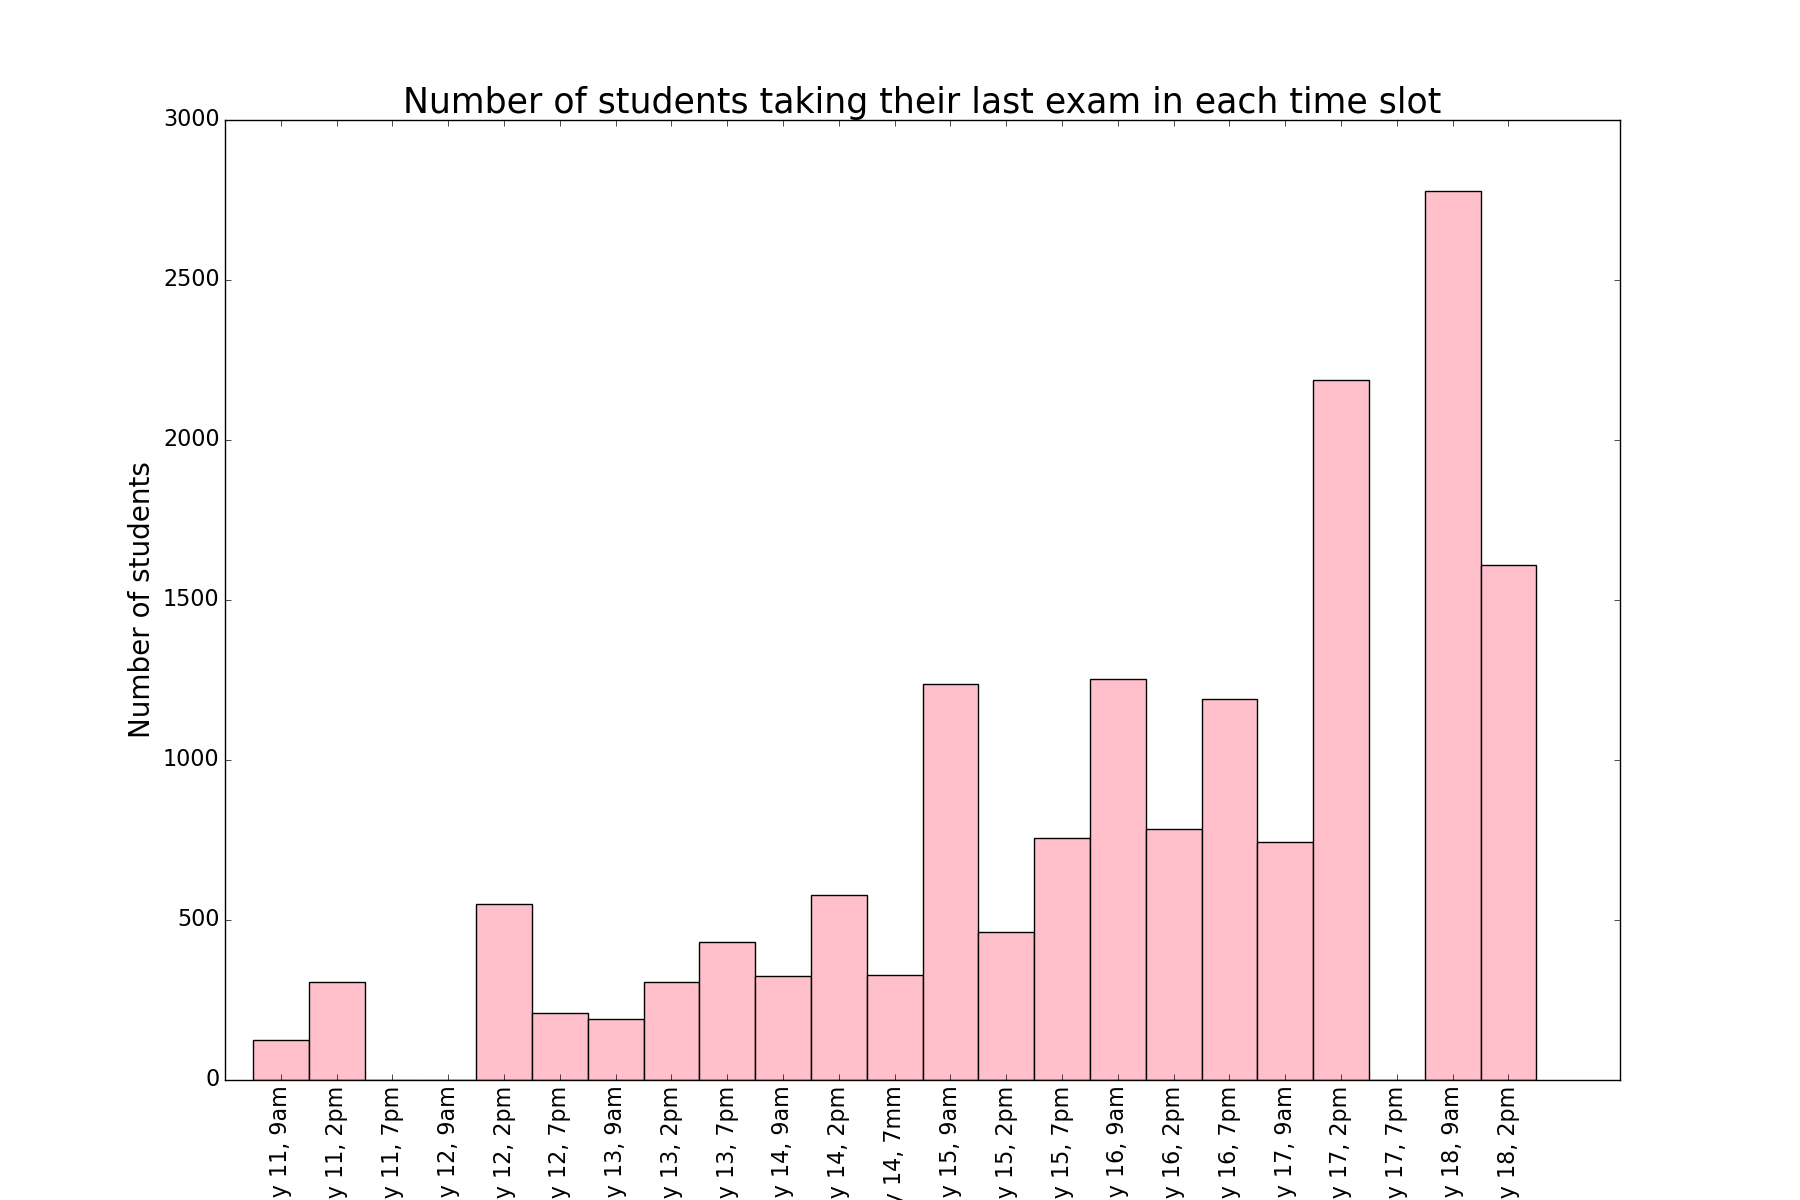 Number of students taking their last exam in each time slot
3000
2500
2000
1500
1000
500
0
Number of students
y 11, 9am
y 11, 2pm
y 11, 7pm
y 12, 9am
y 12, 2pm
y 12, 7pm
y 13, 9am
y 13, 2pm
y 13, 7pm
y 14, 9am
y 14, 2pm
y 14, 7mm
y 15, 9am
y 15, 2pm
y 15, 7pm
y 16, 9am
y 16, 2pm
y 16, 7pm
y 17, 9am
y 17, 2pm
y 17, 7pm
y 18, 9am
y 18, 2pm